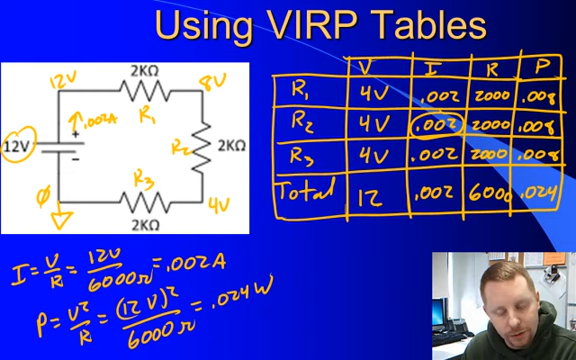 Using VIRP Tables
V I R P
R1 4V .002 2000 .008
R2 4V .002 2000 .008
R3 4V .002 2000 .008
Total 12 .002 6000 .024
12V 2KΩ 8V
R1
.002A
+
12V R2 2KΩ
-
R3
Ø 4V
2KΩ
I = V/R = 12V/6000Ω = .002A
P = V²/R = (12 V)²/6000Ω = .024W